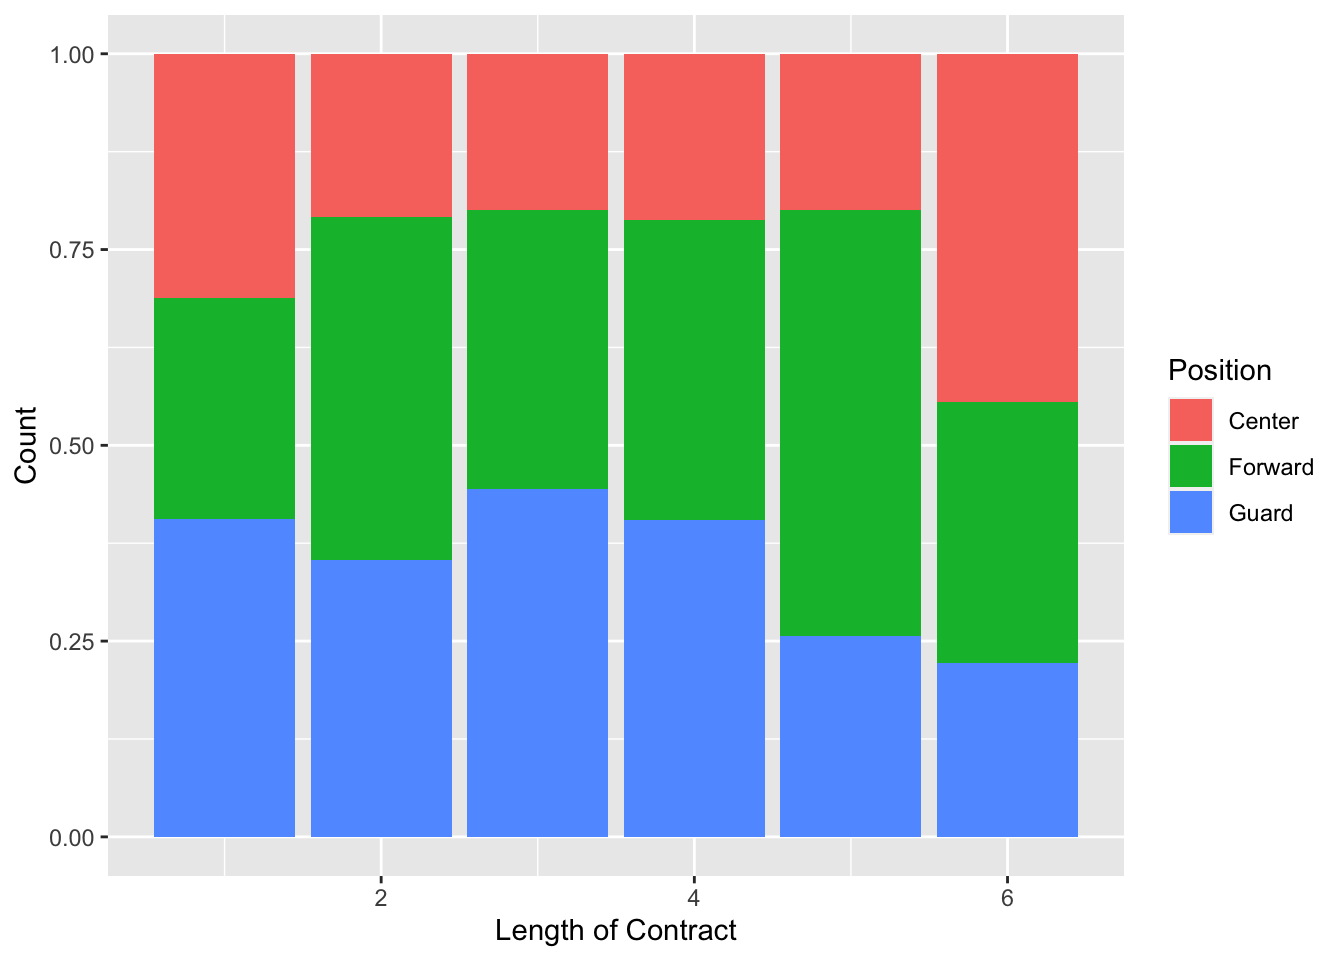 1.00
0.75
0.50
0.25
0.00
Count
2
4
6
Length of Contract
Position
Center
Forward
Guard